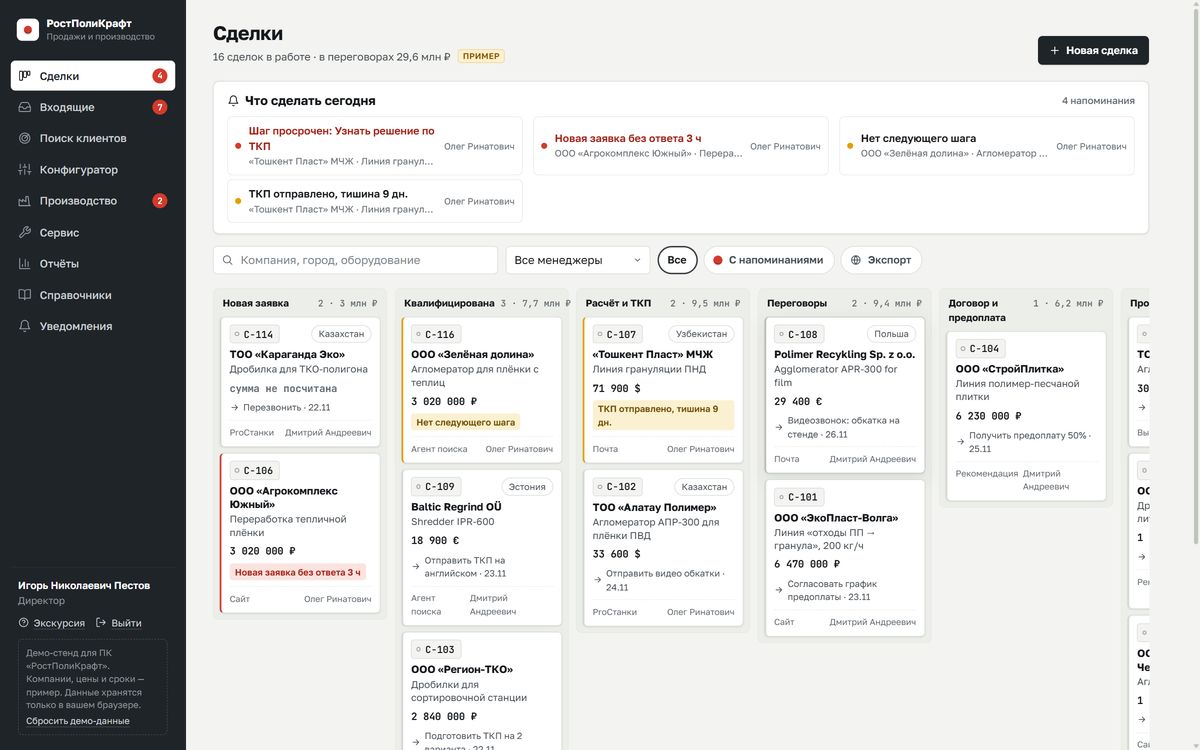 РостПолиКрафт
Продажи и производство
Сделки 4
Входящие 7
Поиск клиентов
Конфигуратор
Производство 2
Сервис
Отчёты
Справочники
Уведомления
Игорь Николаевич Пестов
Директор
Экскурсия Выйти
Демо-стенд для ПК
«РостПолиКрафт».
Компании, цены и сроки —
пример. Данные хранятся
только в вашем браузере.
Сбросить демо-данные
Сделки
16 сделок в работе · в переговорах 29,6 млн ₽ ПРИМЕР
+ Новая сделка
Что сделать сегодня
4 напоминания
Шаг просрочен: Узнать решение по
ТКП
«Тошкент Пласт» МЧЖ · Линия гранул...
Олег Ринатович
Новая заявка без ответа 3 ч
ООО «Агрокомплекс Южный» · Перера...
Олег Ринатович
Нет следующего шага
ООО «Зелёная долина» · Агломератор ...
Олег Ринатович
ТКП отправлено, тишина 9 дн.
«Тошкент Пласт» МЧЖ · Линия гранул...
Олег Ринатович
Компания, город, оборудование
Все менеджеры
Все
С напоминаниями
Экспорт
Новая заявка 2 · 3 млн ₽
С-114 Казахстан
ТОО «Караганда Эко»
Дробилка для ТКО-полигона
сумма не посчитана
→ Перезвонить · 22.11
ProСтанки Дмитрий Андреевич
С-106
ООО «Агрокомплекс
Южный»
Переработка тепличной
плёнки
3 020 000 ₽
Новая заявка без ответа 3 ч
Сайт Олег Ринатович
Квалифицирована 3 · 7,7 млн ₽
С-116
ООО «Зелёная долина»
Агломератор для плёнки с
теплиц
3 020 000 ₽
Нет следующего шага
Агент поиска Олег Ринатович
С-109 Эстония
Baltic Regrind OÜ
Shredder IPR-600
18 900 €
→ Отправить ТКП на
английском · 23.11
Агент
поиска
Дмитрий
Андреевич
С-103
ООО «Регион-ТКО»
Дробилки для
сортировочной станции
2 840 000 ₽
→ Подготовить ТКП на 2
варианта · 22.11
Расчёт и ТКП 2 · 9,5 млн ₽
С-107 Узбекистан
«Тошкент Пласт» МЧЖ
Линия грануляции ПНД
71 900 $
ТКП отправлено, тишина 9
дн.
Почта Олег Ринатович
С-102 Казахстан
ТОО «Алатау Полимер»
Агломератор АПР-300 для
плёнки ПВД
33 600 $
→ Отправить видео обкатки ·
24.11
ProСтанки Олег Ринатович
Переговоры 2 · 9,4 млн ₽
С-108 Польша
Polimer Recykling Sp. z o.o.
Agglomerator APR-300 for
film
29 400 €
→ Видеозвонок: обкатка на
стенде · 26.11
Почта Дмитрий Андреевич
С-101
ООО «ЭкоПласт-Волга»
Линия «отходы ПП →
гранула», 200 кг/ч
6 470 000 ₽
→ Согласовать график
предоплаты · 23.11
Сайт Дмитрий Андреевич
Договор и
предоплата
1 · 6,2 млн ₽
С-104
ООО «СтройПлитка»
Линия полимер-песчаной
плитки
6 230 000 ₽
→ Получить предоплату 50% ·
25.11
Рекомендация
Дмитрий
Андреевич